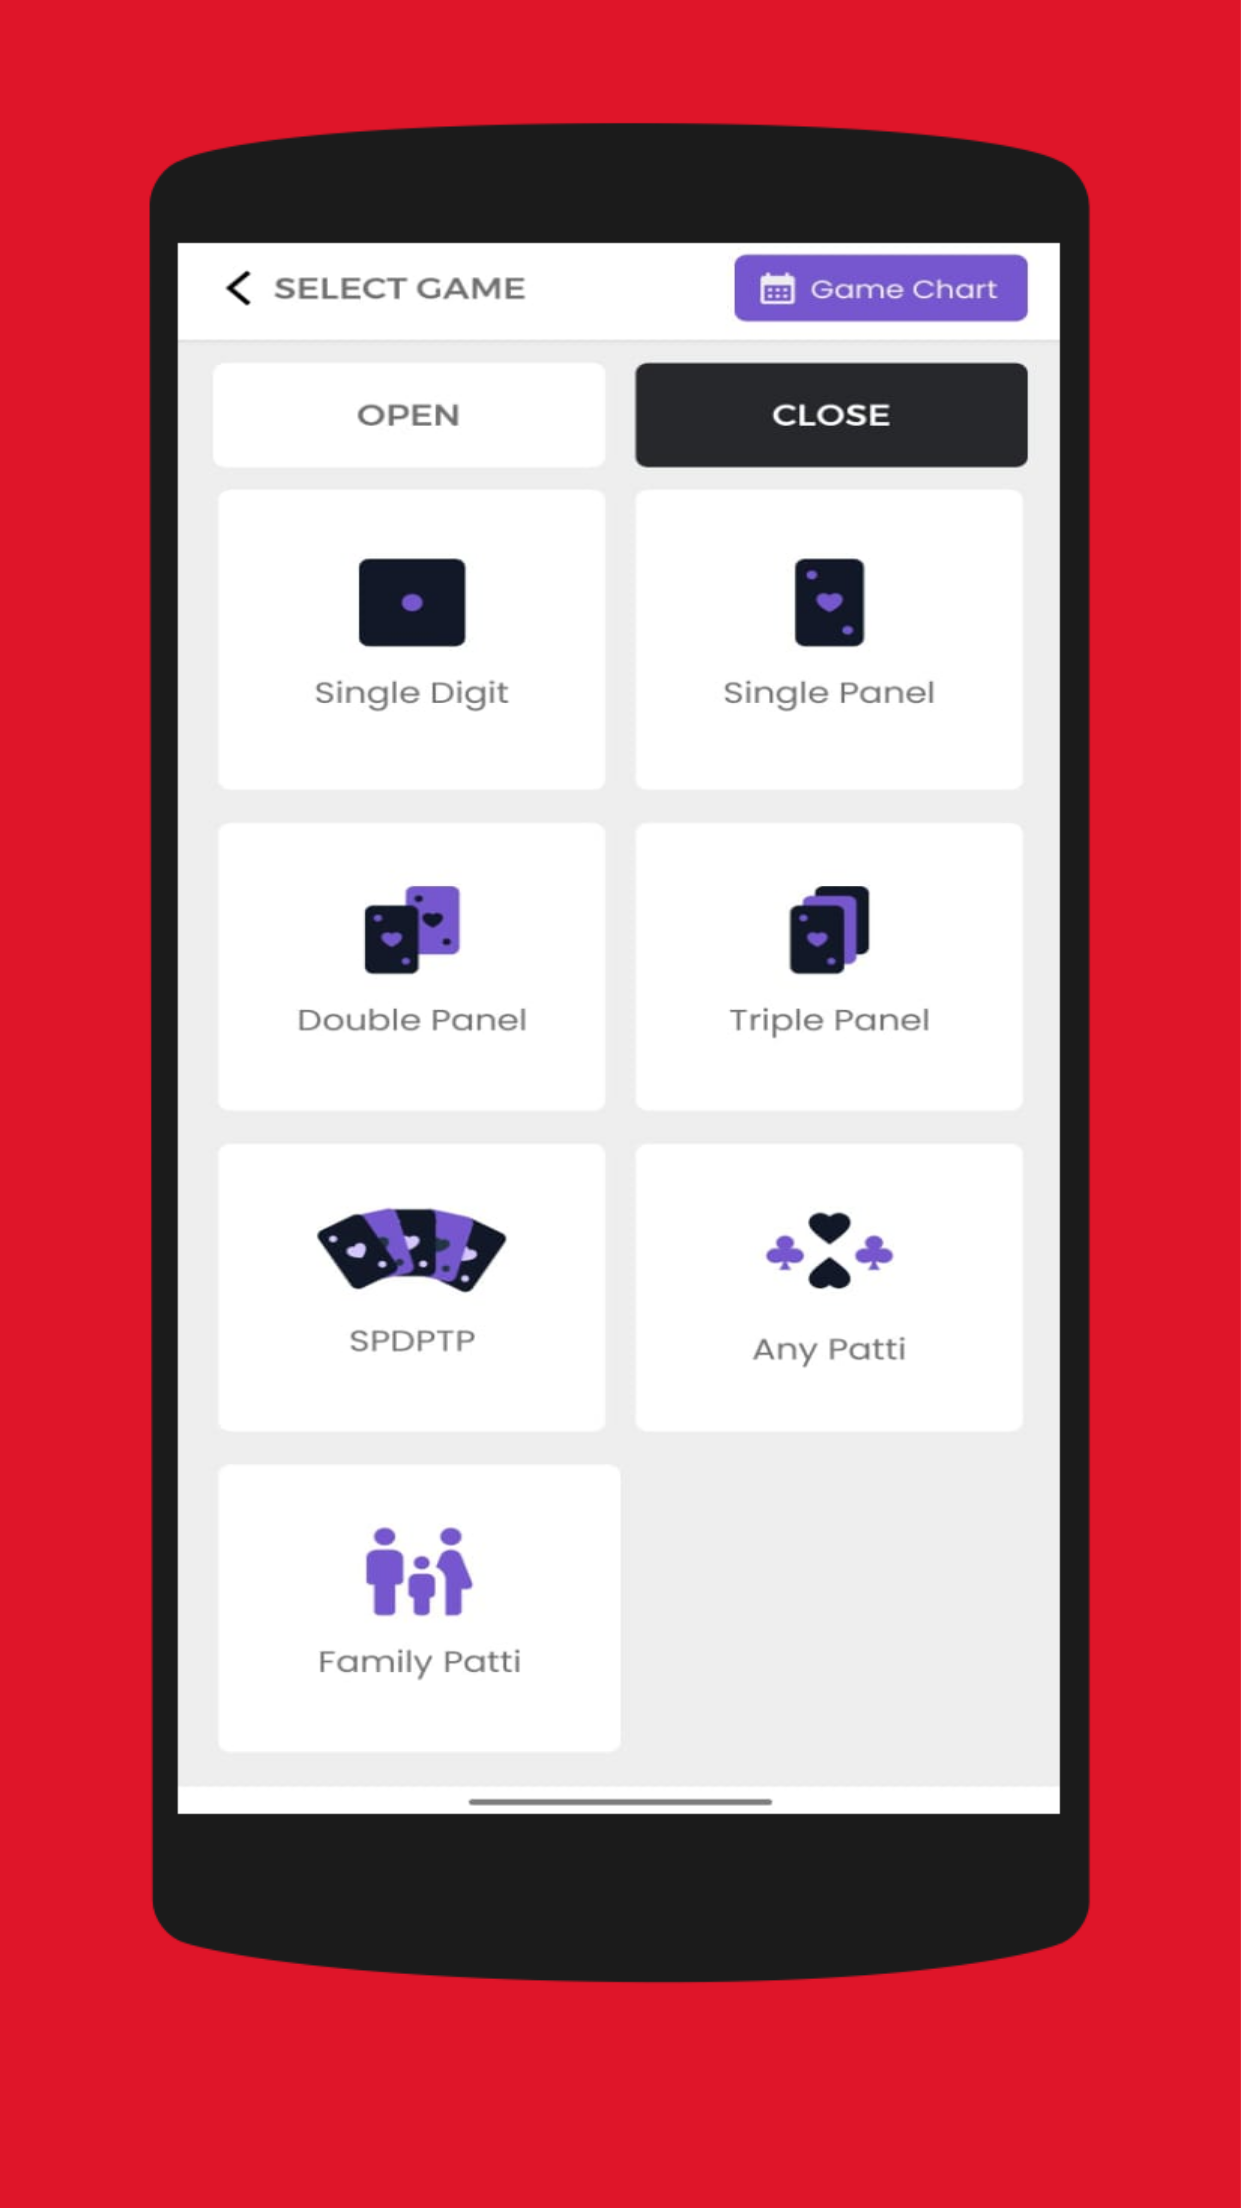 SELECT GAME
Game Chart
OPEN
CLOSE
Single Digit
Single Panel
Double Panel
Triple Panel
SPDPTP
Any Patti
Family Patti